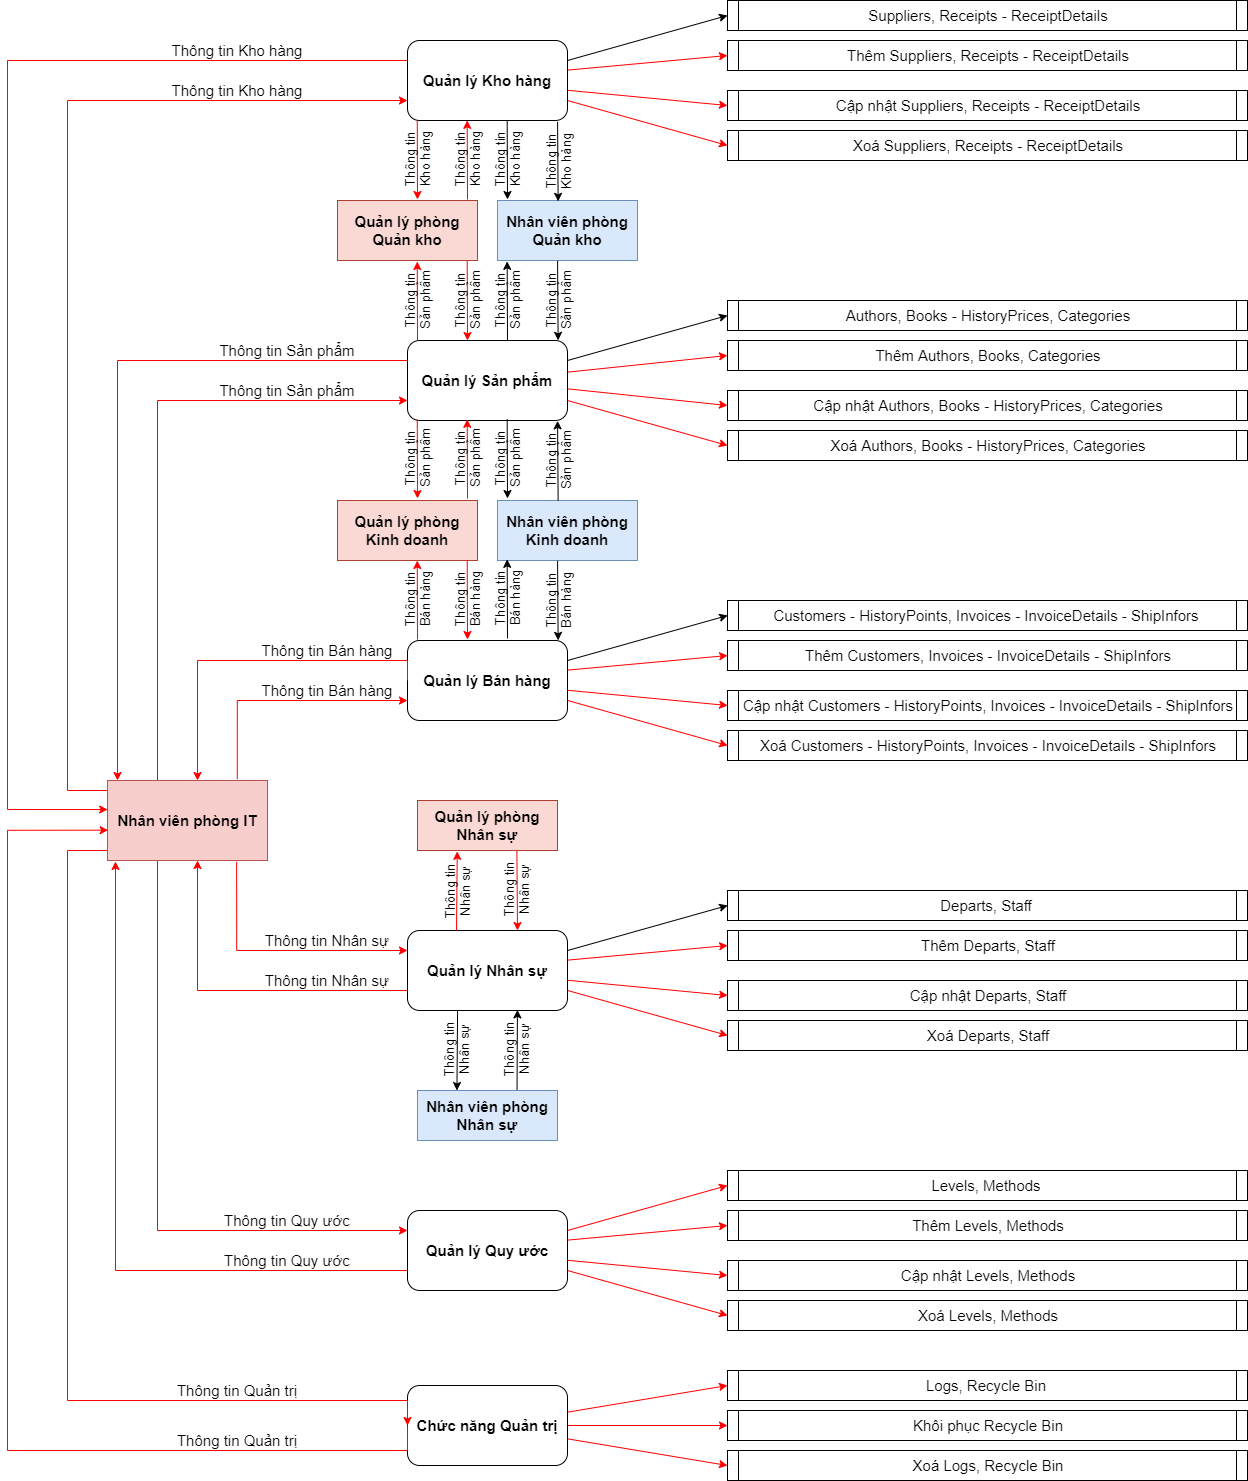 Suppliers, Receipts - ReceiptDetails
Thông tin Kho hàng
Thêm Suppliers, Receipts - ReceiptDetails
Quản lý Kho hàng
Thông tin Kho hàng
Cập nhật Suppliers, Receipts - ReceiptDetails
Xoá Suppliers, Receipts - ReceiptDetails
Thông tin
Kho hàng
Thông tin
Kho hàng
Thông tin
Kho hàng
Thông tin
Kho hàng
Quản lý phòng
Quản kho
Nhân viên phòng
Quản kho
Thông tin
Sản phẩm
Thông tin
Sản phẩm
Thông tin
Sản phẩm
Thông tin
Sản phẩm
Authors, Books - HistoryPrices, Categories
Thông tin Sản phẩm
Thêm Authors, Books, Categories
Quản lý Sản phẩm
Thông tin Sản phẩm
Cập nhật Authors, Books - HistoryPrices, Categories
Xoá Authors, Books - HistoryPrices, Categories
Thông tin
Sản phẩm
Thông tin
Sản phẩm
Thông tin
Sản phẩm
Thông tin
Sản phẩm
Quản lý phòng
Kinh doanh
Nhân viên phòng
Kinh doanh
Thông tin
Bán hàng
Thông tin
Bán hàng
Thông tin
Bán hàng
Thông tin
Bán hàng
Customers - HistoryPoints, Invoices - InvoiceDetails - ShipInfors
Thông tin Bán hàng
Thêm Customers, Invoices - InvoiceDetails - ShipInfors
Quản lý Bán hàng
Thông tin Bán hàng
Cập nhật Customers - HistoryPoints, Invoices - InvoiceDetails - ShipInfors
Xoá Customers - HistoryPoints, Invoices - InvoiceDetails - ShipInfors
Nhân viên phòng IT
Quản lý phòng
Nhân sự
Thông tin
Nhân sự
Thông tin
Nhân sự
Departs, Staff
Thông tin Nhân sự
Thêm Departs, Staff
Quản lý Nhân sự
Thông tin Nhân sự
Cập nhật Departs, Staff
Xoá Departs, Staff
Thông tin
Nhân sự
Thông tin
Nhân sự
Nhân viên phòng
Nhân sự
Levels, Methods
Thông tin Quy ước
Thêm Levels, Methods
Quản lý Quy ước
Thông tin Quy ước
Cập nhật Levels, Methods
Xoá Levels, Methods
Logs, Recycle Bin
Thông tin Quản trị
Chức năng Quản trị
Khôi phục Recycle Bin
Thông tin Quản trị
Xoá Logs, Recycle Bin